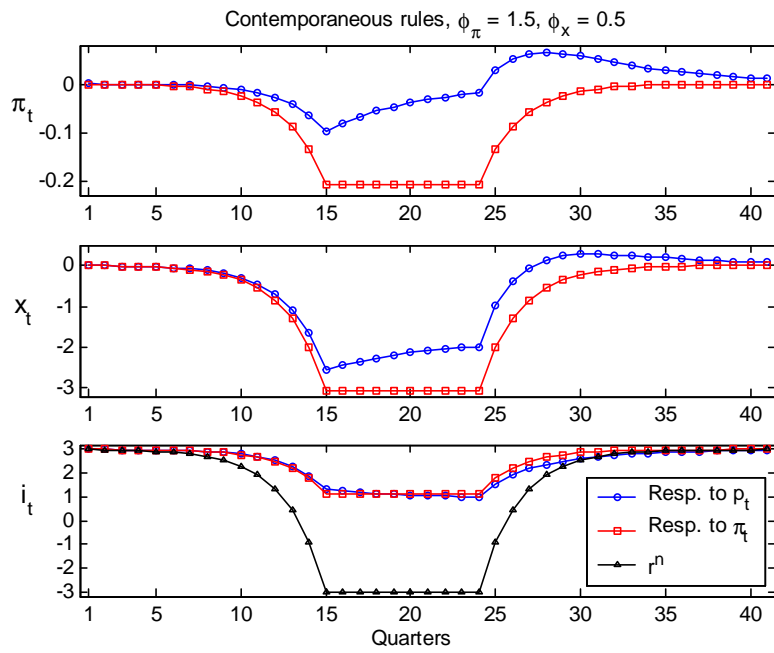 Contemporaneous rules, ϕπ = 1.5, ϕx = 0.5
πt
0
-0.1
-0.2
1 5 10 15 20 25 30 35 40
xt
0
-1
-2
-3
1 5 10 15 20 25 30 35 40
it
3
2
1
0
1
2
-3
1 5 10 15 20 25 30 35 40
Resp. to pt
Resp. to πt
rn
Quarters